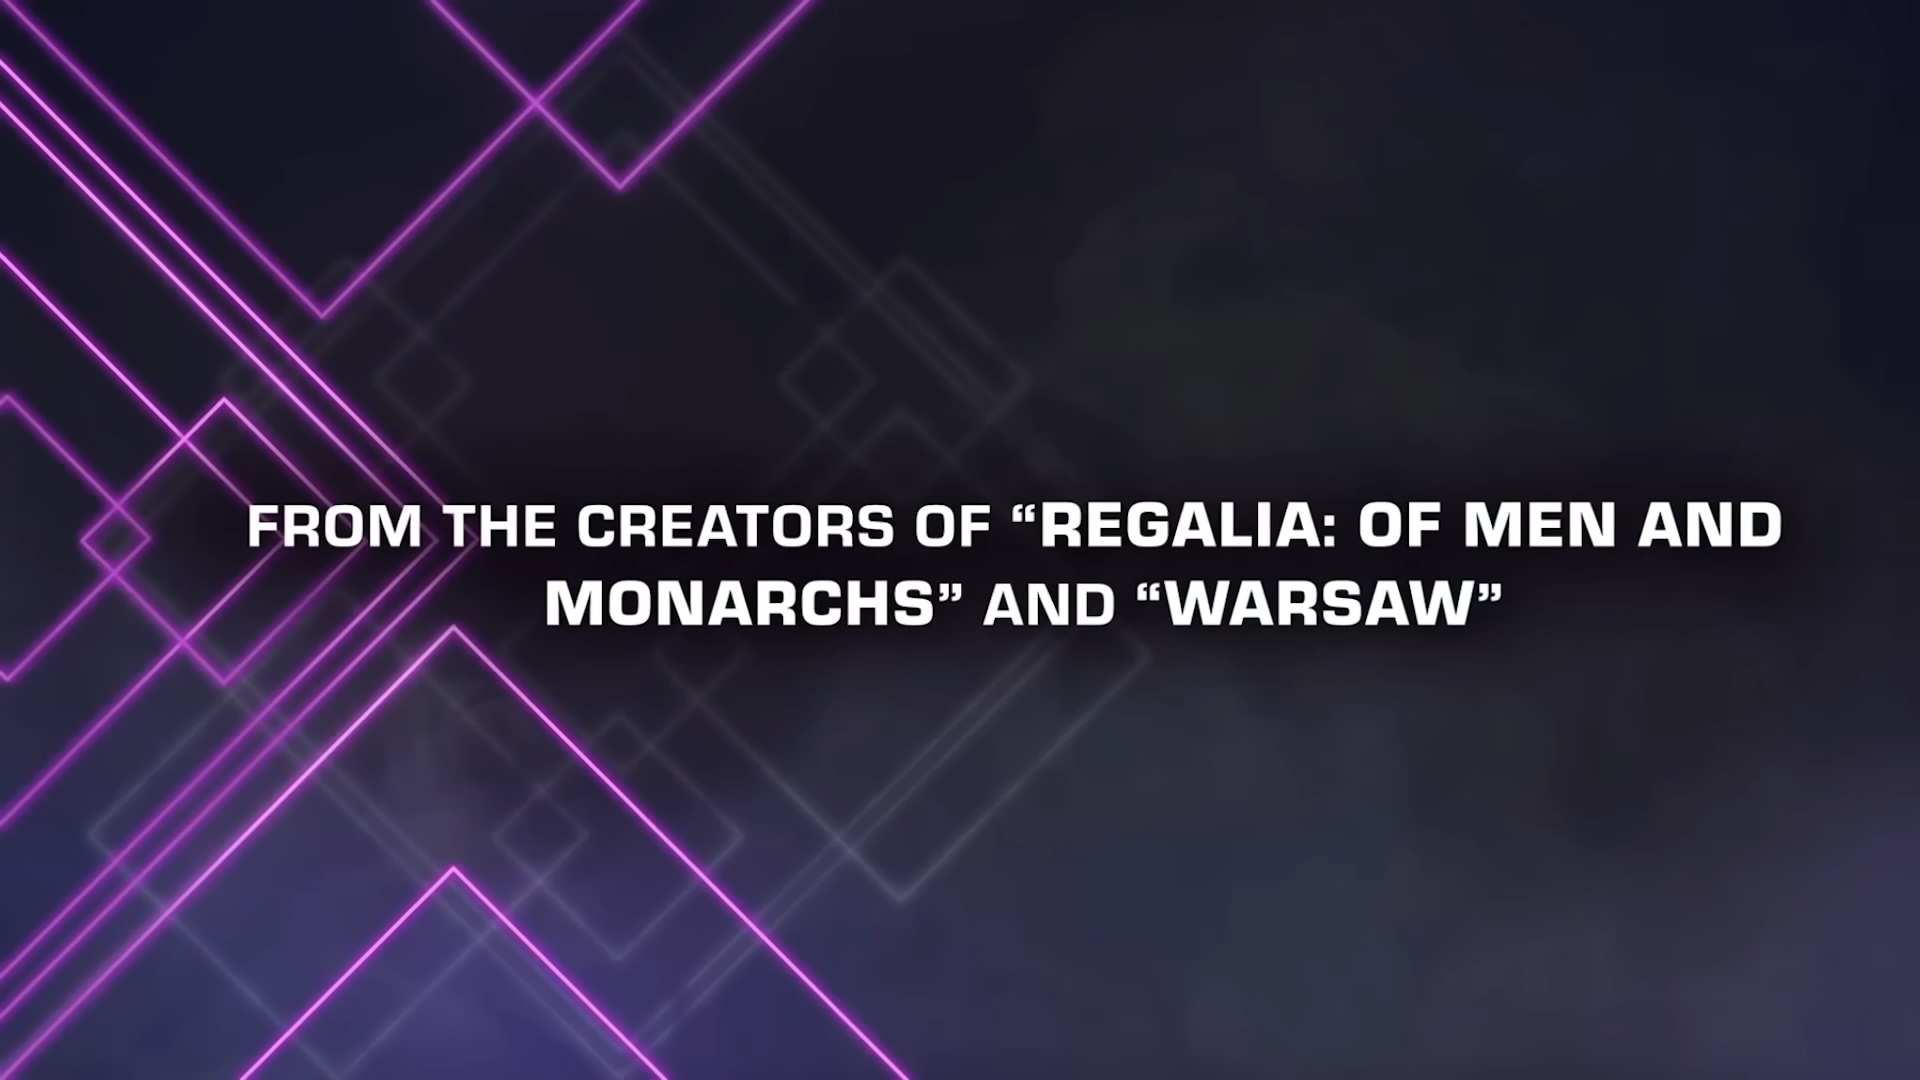 FROM THE CREATORS OF “REGALIA: OF MEN AND
MONARCHS” AND “WARSAW”